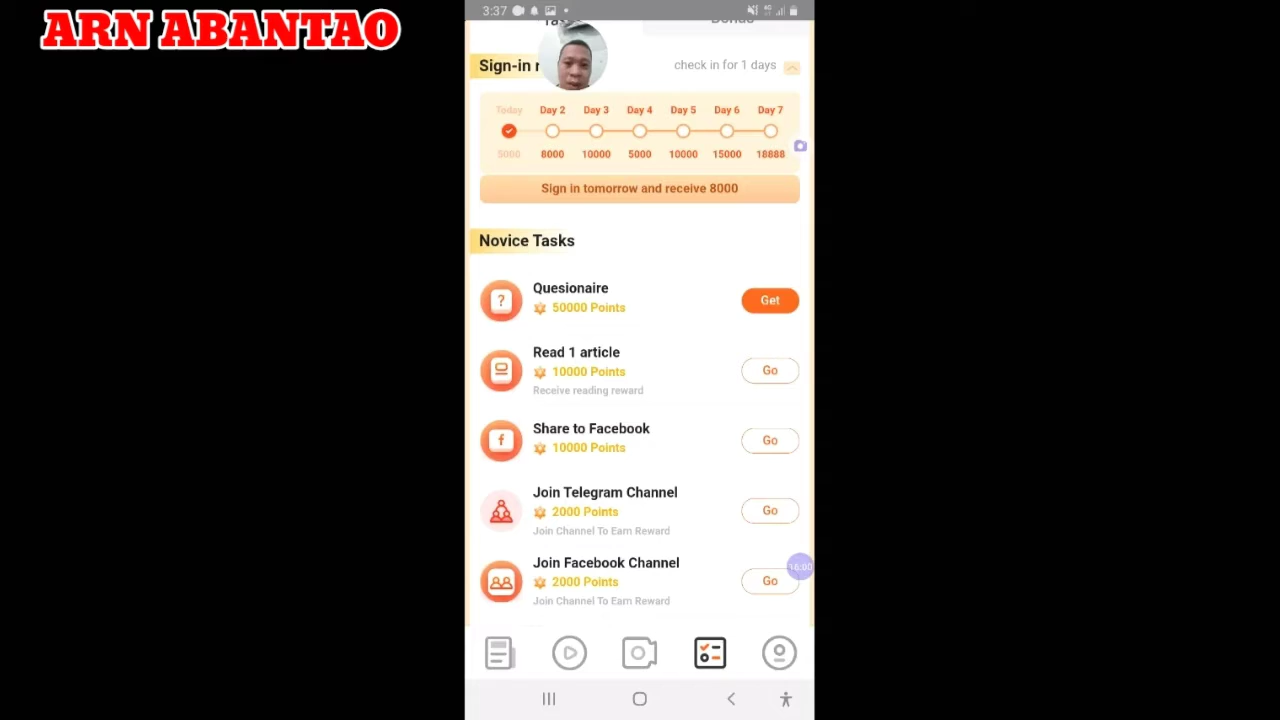 ARN ABANTAO
3:37
Sign-in
check in for 1 days
Today Day 2 Day 3 Day 4 Day 5 Day 6 Day 7
5000 8000 10000 5000 10000 15000 18888
Sign in tomorrow and receive 8000
Novice Tasks
Quesionaire
50000 Points
Get
Read 1 article
10000 Points
Receive reading reward
Go
Share to Facebook
10000 Points
Go
Join Telegram Channel
2000 Points
Join Channel To Earn Reward
Go
Join Facebook Channel
2000 Points
Join Channel To Earn Reward
Go
16:00